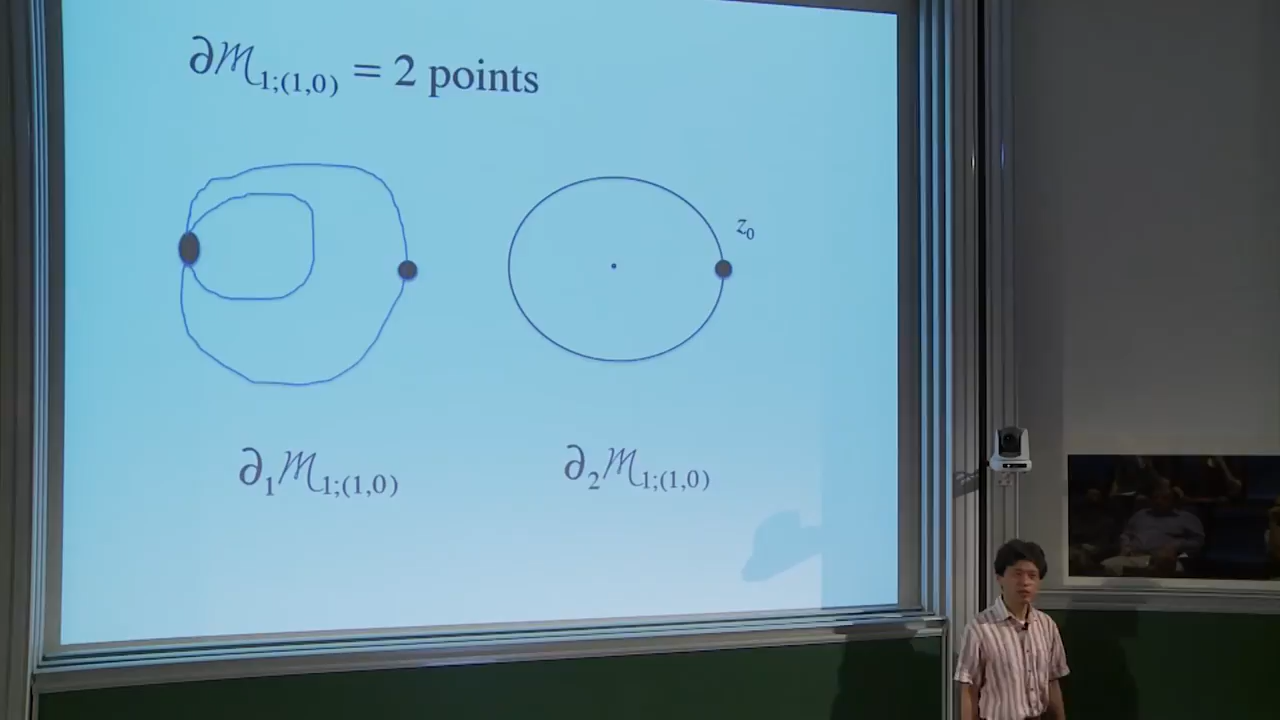 ∂ℳ₁;₍₁,₀₎ = 2 points
z₀
∂₁ℳ₁;₍₁,₀₎
∂₂ℳ₁;₍₁,₀₎